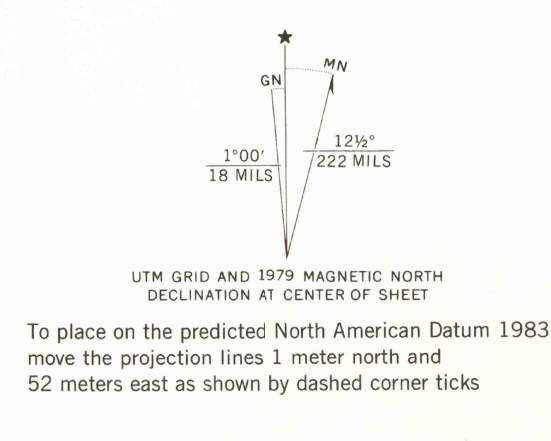 ★
MN
GN
1°00′
18 MILS
12½°
222 MILS
UTM GRID AND 1979 MAGNETIC NORTH
DECLINATION AT CENTER OF SHEET
To place on the predicted North American Datum 1983
move the projection lines 1 meter north and
52 meters east as shown by dashed corner ticks